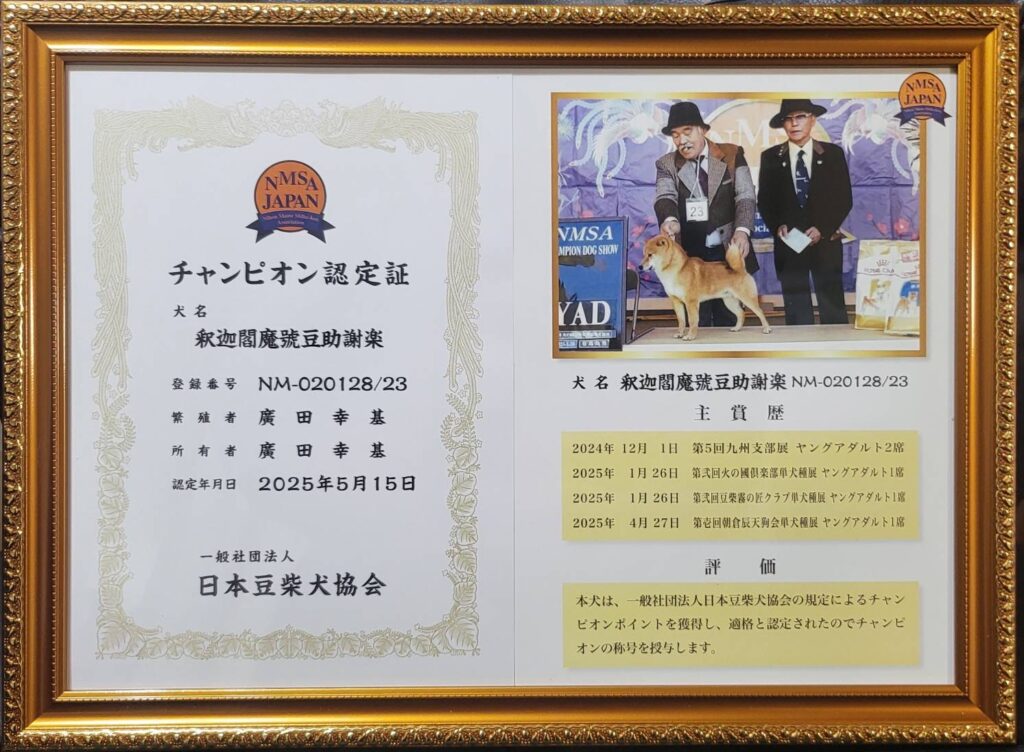 NMSA
JAPAN
Nihon Mame Shiba-Inu
Association
チャンピオン認定証
犬名
釈迦閻魔號豆助謝楽
登録番号 NM-020128/23
繁殖者 廣田幸基
所有者 廣田幸基
認定年月日 2025年5月15日
一般社団法人
日本豆柴犬協会
NMSA
JAPAN
NMSA
23
NMSA
MPION DOG SHOW
YAD
犬名 釈迦閻魔號豆助謝楽 NM-020128/23
主賞歴
2024年 12月 1日 第5回九州支部展 ヤングアダルト2席
2025年 1月26日 第弐回火の國倶楽部単犬種展 ヤングアダルト1席
2025年 1月26日 第弐回豆柴霧の匠クラブ単犬種展 ヤングアダルト1席
2025年 4月27日 第壱回朝倉辰天狗会単犬種展 ヤングアダルト1席
評価
本犬は、一般社団法人日本豆柴犬協会の規定によるチャン
ピオンポイントを獲得し、適格と認定されたのでチャンピ
オンの称号を授与します。